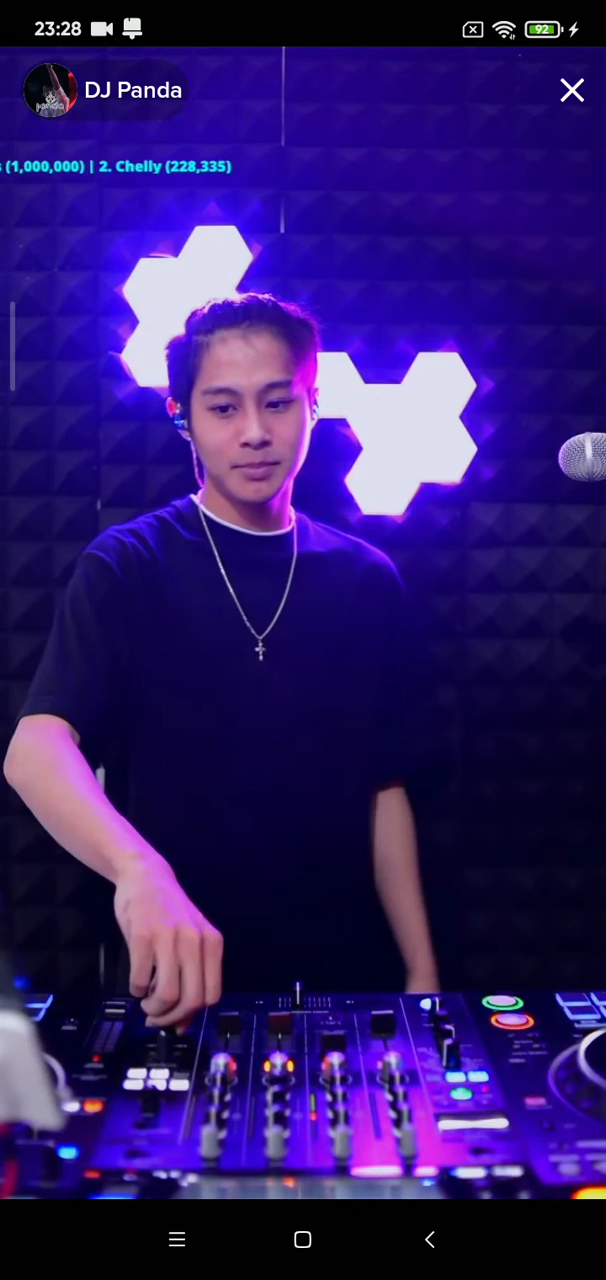 23:28
92
DJ Panda
s (1,000,000) | 2. Chelly (228,335)